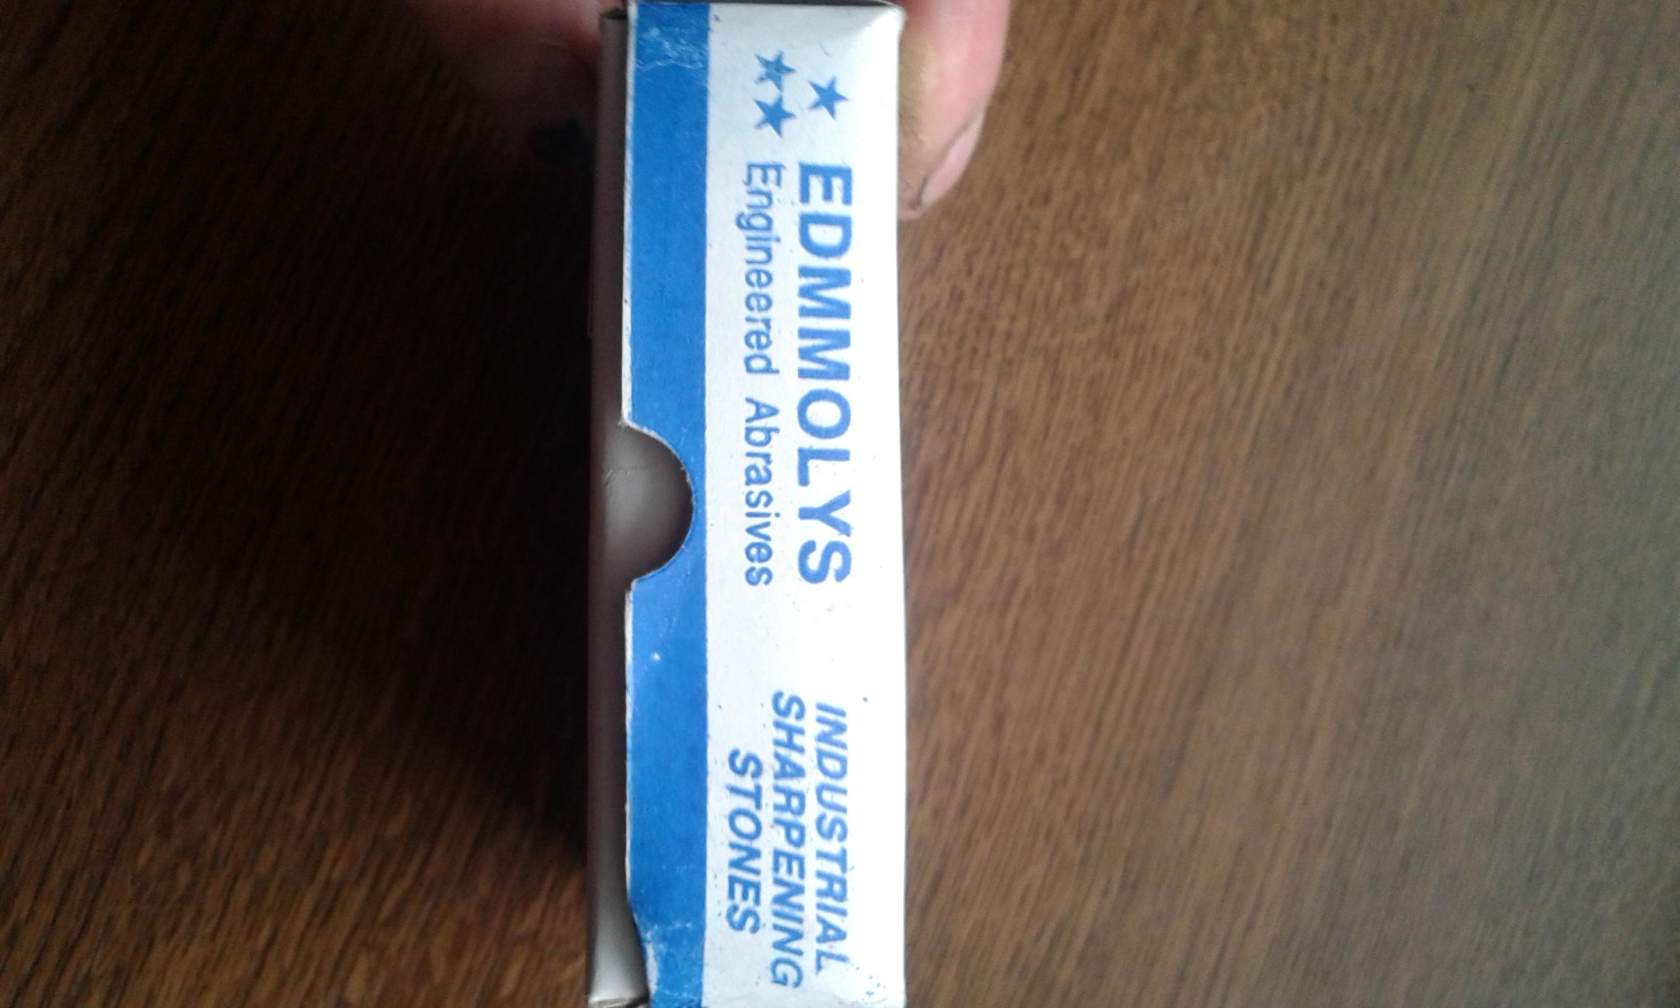 EDMMOLYS
Engineered Abrasives
INDUSTRIAL
SHARPENING
STONES